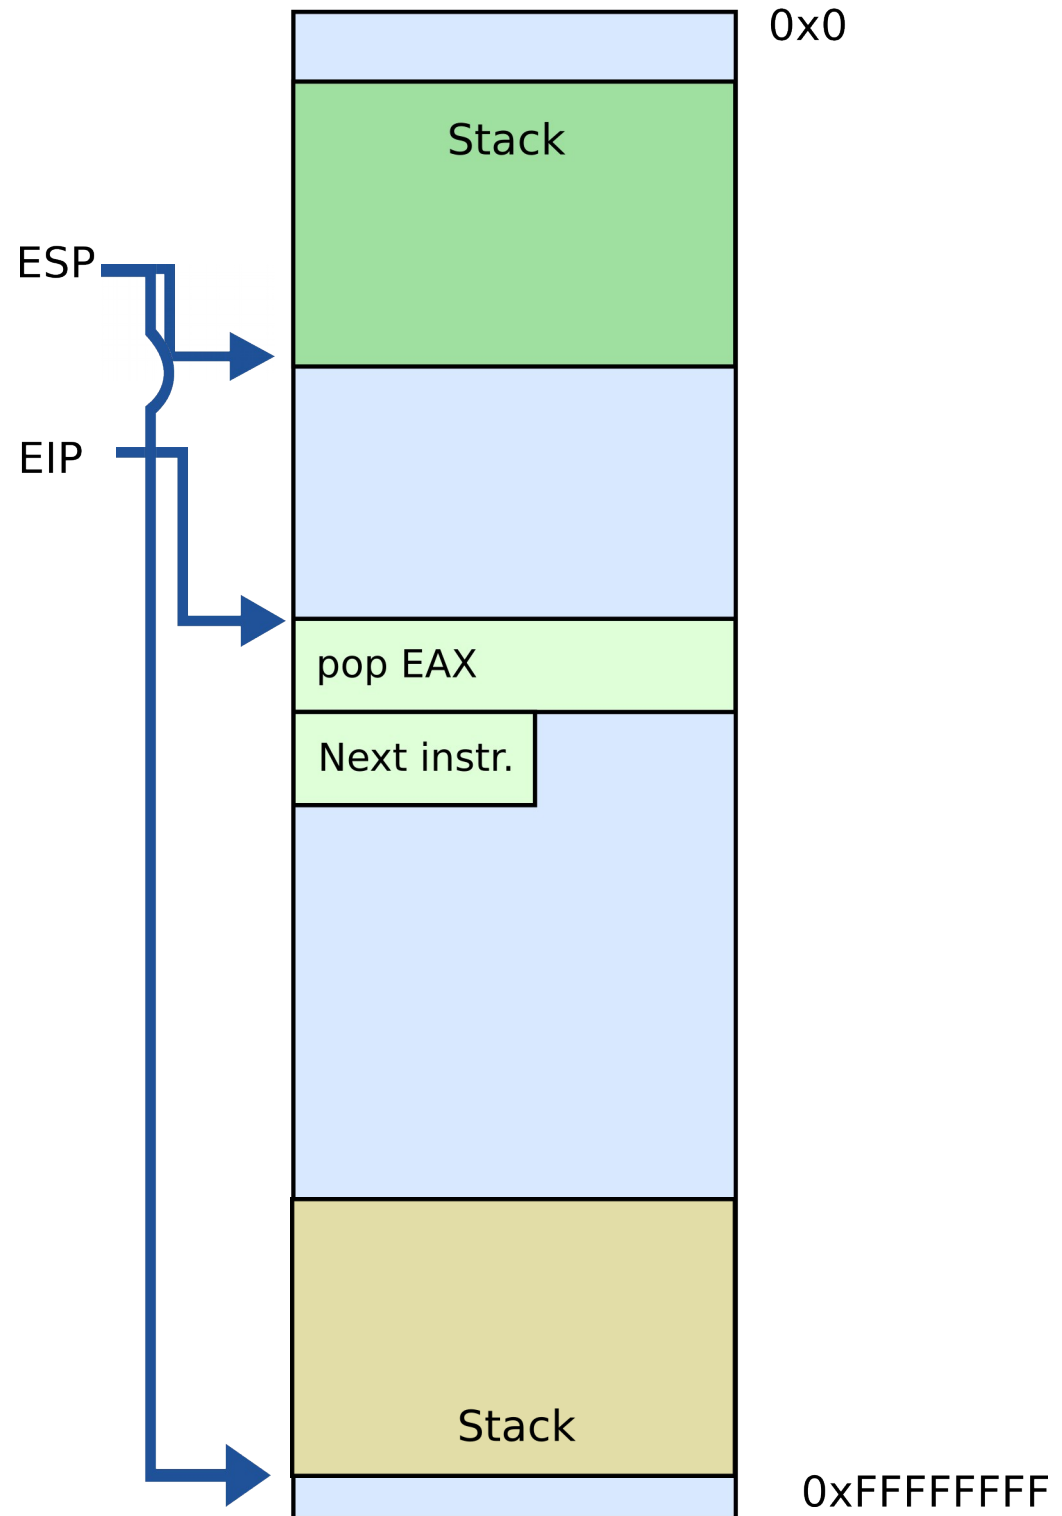 0x0
Stack
ESP
EIP
pop EAX
Next instr.
Stack
0xFFFFFFFF